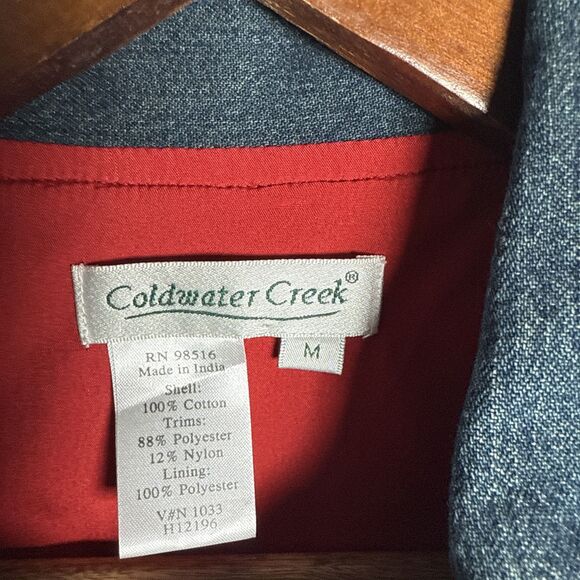 Coldwater Creek®
M
RN 98516
Made in India
Shell:
100% Cotton
Trims:
88% Polyester
12% Nylon
Lining:
100% Polyester
V#N 1033
H12196